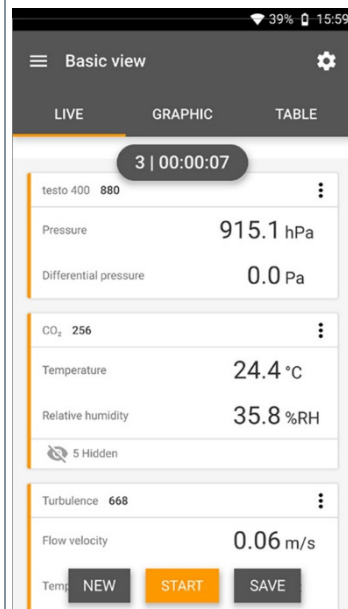 39% 15:59
Basic view
LIVE GRAPHIC TABLE
3 | 00:00:07
testo 400 880
Pressure 915.1 hPa
Differential pressure 0.0 Pa
CO₂ 256
Temperature 24.4 °C
Relative humidity 35.8 %RH
5 Hidden
Turbulence 668
Flow velocity 0.06 m/s
NEW START SAVE